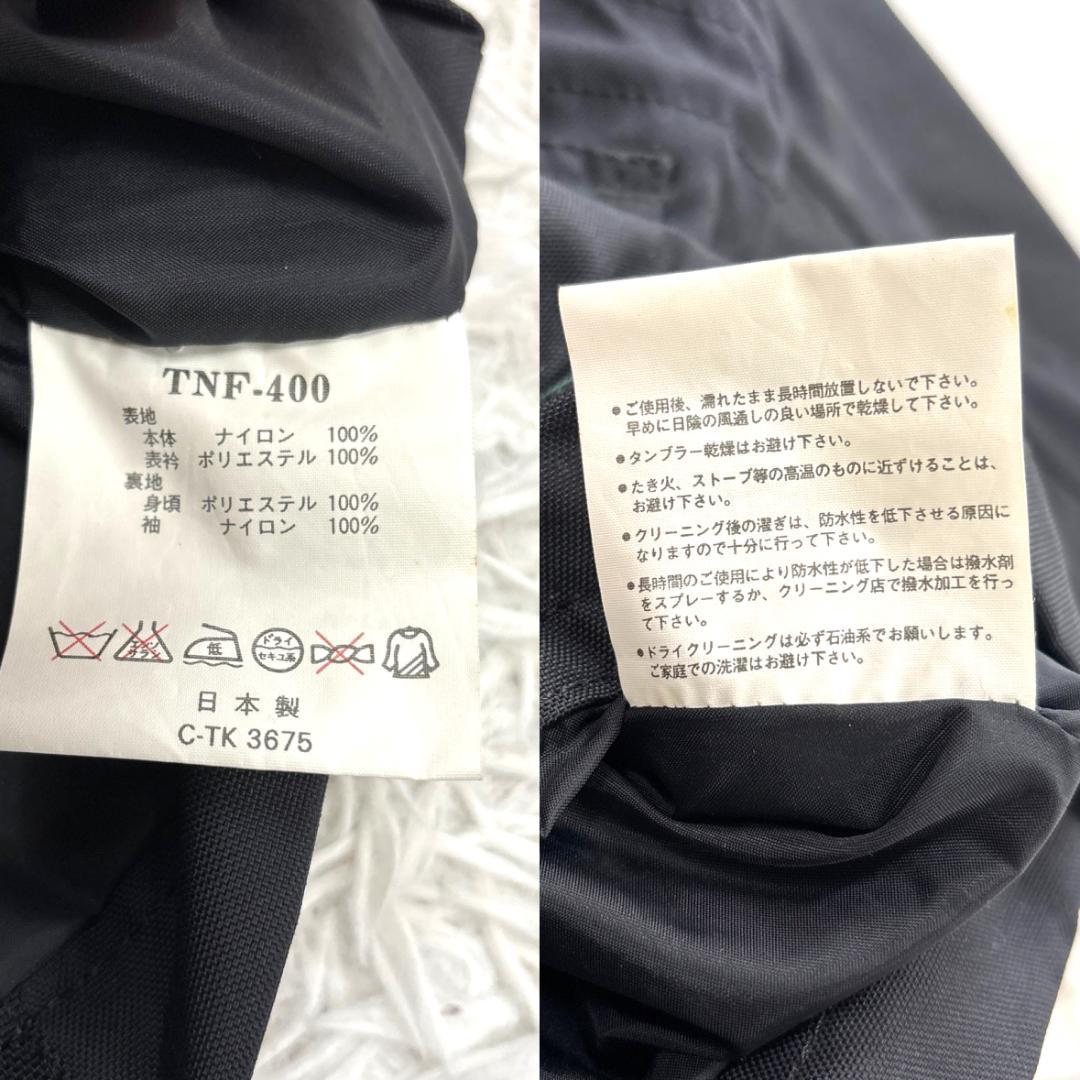 TNF-400
表地
本体 ナイロン 100%
表衿 ポリエステル 100%
裏地
身頃 ポリエステル 100%
袖 ナイロン 100%
エンソサラシ 低 ドライ セキユ系
日本製
C-TK 3675
●ご使用後、濡れたまま長時間放置しないで下さい。
早めに日陰の風通しの良い場所で乾燥して下さい。
●タンブラー乾燥はお避け下さい。
●たき火、ストーブ等の高温のものに近ずけることは、
お避け下さい。
●クリーニング後の濯ぎは、防水性を低下させる原因に
なりますので十分に行って下さい。
●長時間のご使用により防水性が低下した場合は撥水剤
をスプレーするか、クリーニング店で撥水加工を行っ
て下さい。
●ドライクリーニングは必ず石油系でお願いします。
ご家庭での洗濯はお避け下さい。